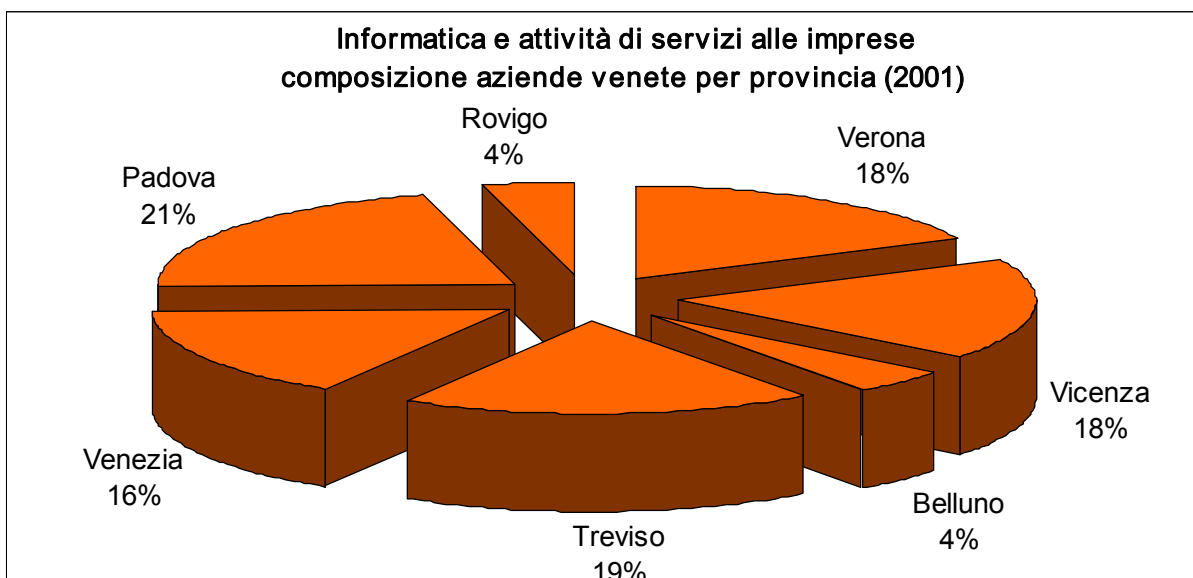 Informatica e attività di servizi alle imprese
composizione aziende venete per provincia (2001)
Rovigo
4%
Verona
18%
Padova
21%
Vicenza
18%
Venezia
16%
Belluno
4%
Treviso
19%